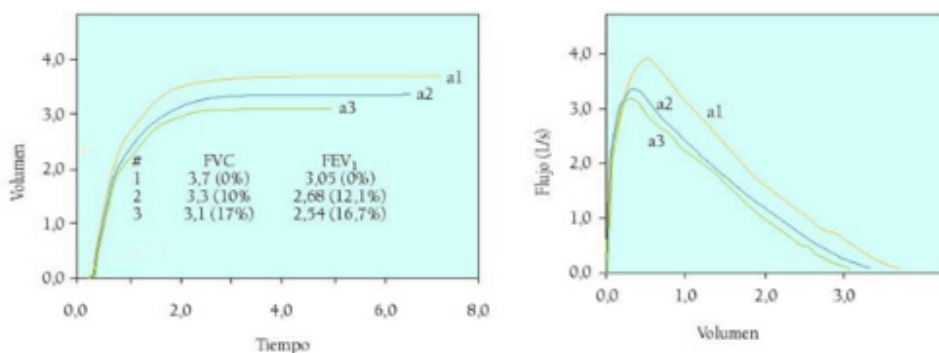 Volumen
4,0
3,0
2,0
1,0
0,0
a1
a2
a3
# FVC FEV1
1 3,7 (0%) 3,05 (0%)
2 3,3 (10% 2,68 (12,1%)
3 3,1 (17%) 2,54 (16,7%)
0,0 2,0 4,0 6,0 8,0
Tiempo
Flujo (L/s)
4,0
3,0
2,0
1,0
0,0
a2
a1
a3
0,0 1,0 2,0 3,0
Volumen